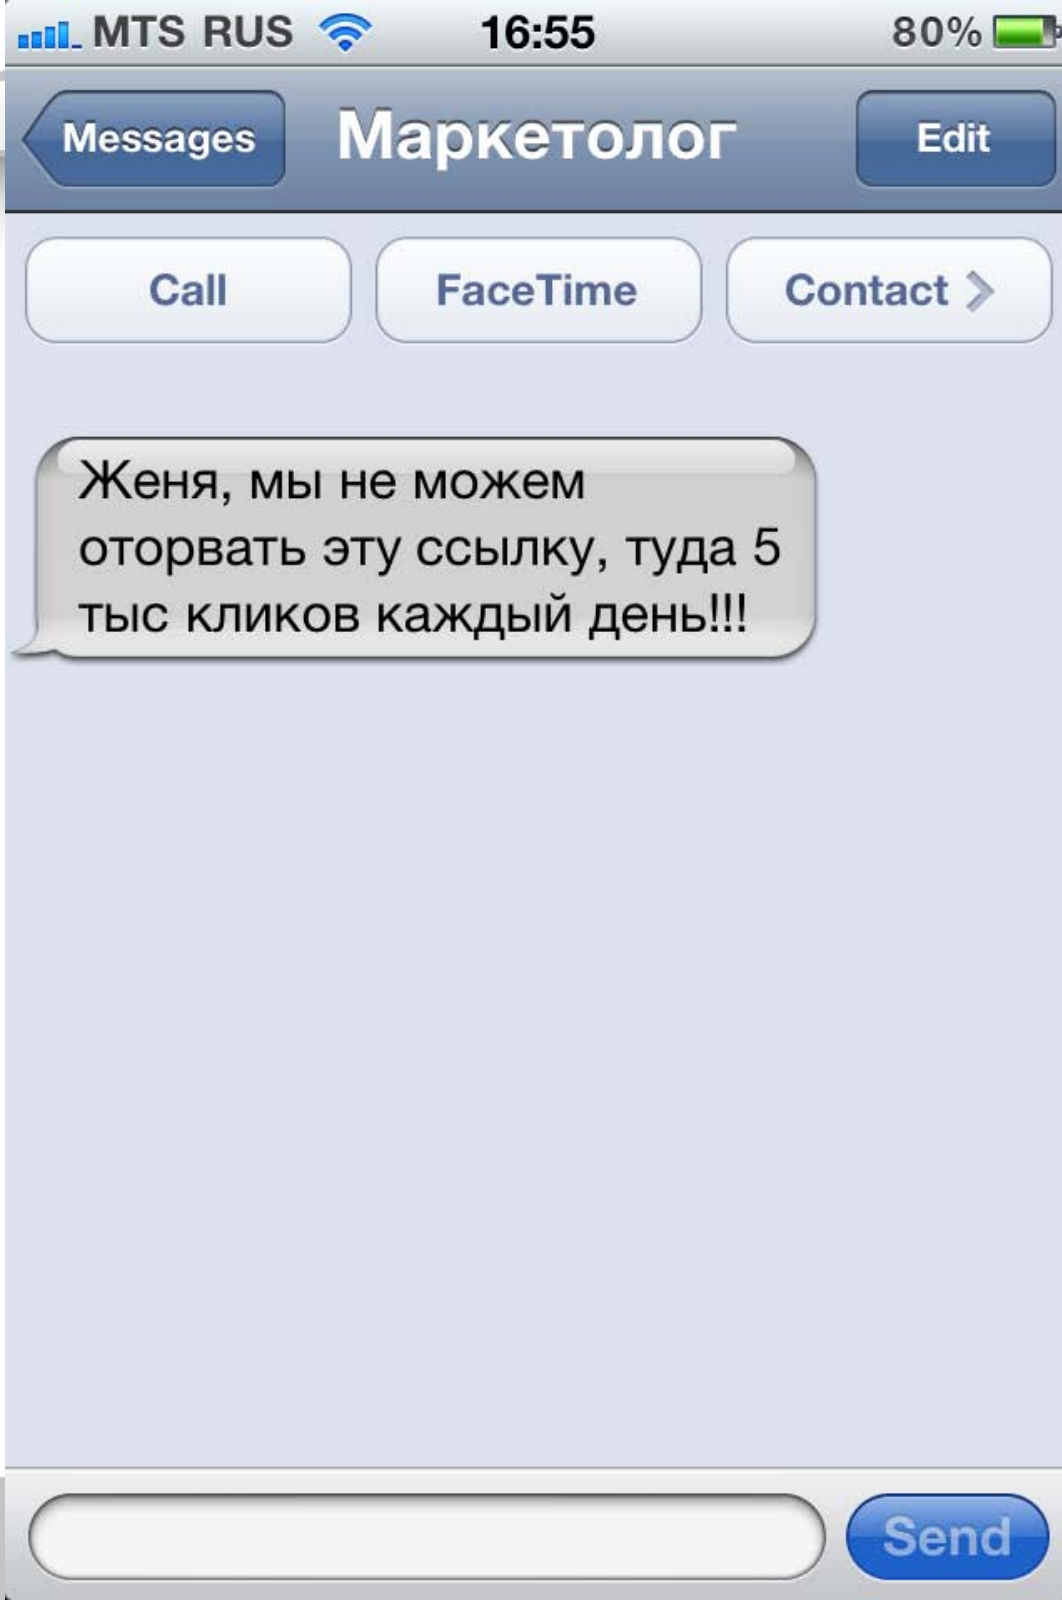 MTS RUS 16:55 80%
Messages Маркетолог Edit
Call FaceTime Contact
Женя, мы не можем
оторвать эту ссылку, туда 5
тыс кликов каждый день!!!
Send